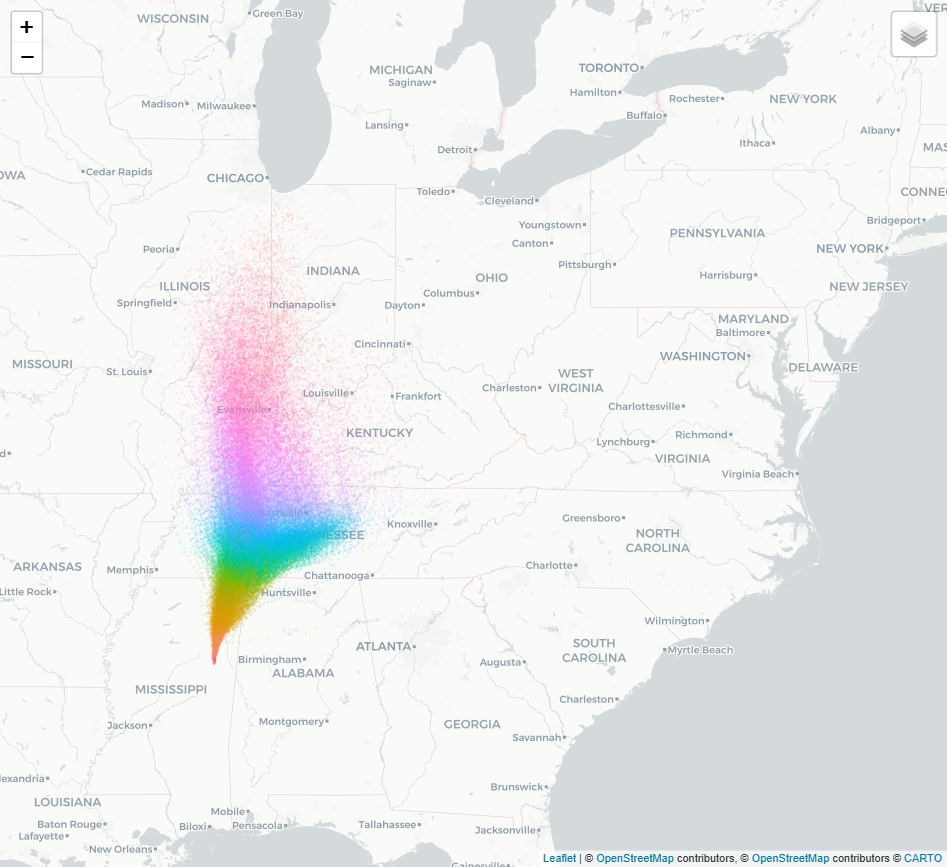 +
−
WISCONSIN
Green Bay
VER
MICHIGAN
Saginaw
TORONTO
Hamilton
Rochester
NEW YORK
Madison
Milwaukee
Buffalo
Lansing
Albany
Ithaca
MAS
Detroit
OWA
Cedar Rapids
CHICAGO
Toledo
Cleveland
CONNE
Bridgeport
Youngstown
PENNSYLVANIA
Canton
NEW YORK
Peoria
Pittsburgh
INDIANA
OHIO
Harrisburg
ILLINOIS
NEW JERSEY
Springfield
Indianapolis
Dayton
Columbus
MARYLAND
Baltimore
Cincinnati
WASHINGTON
MISSOURI
St. Louis
DELAWARE
WEST
VIRGINIA
Charleston
Louisville
Frankfort
Evansville
Charlottesville
KENTUCKY
Richmond
Lynchburg
d
VIRGINIA
Virginia Beach
Nashville
Knoxville
Greensboro
ESSEE
NORTH
CAROLINA
ARKANSAS
Memphis
Charlotte
Chattanooga
Little Rock
Huntsville
Wilmington
ATLANTA
SOUTH
CAROLINA
Myrtle Beach
Birmingham
Augusta
ALABAMA
MISSISSIPPI
Charleston
Jackson
Montgomery
GEORGIA
Savannah
exandria
Brunswick
LOUISIANA
Mobile
Baton Rouge
Biloxi
Pensacola
Tallahassee
Jacksonville
Lafayette
New Orleans
Gainesville
Leaflet | © OpenStreetMap contributors, © OpenStreetMap contributors © CARTO